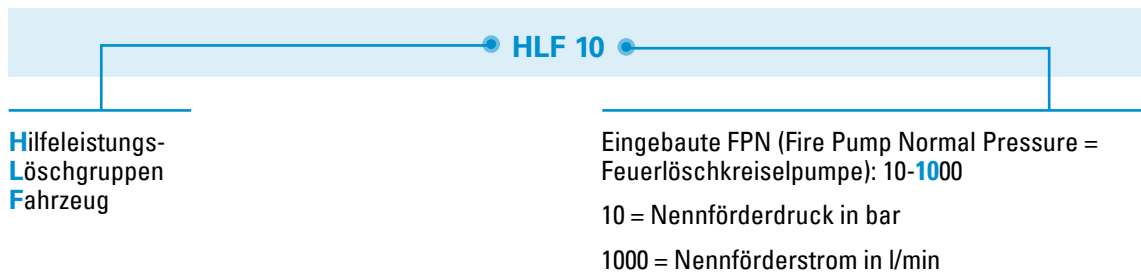 HLF 10
Hilfeleistungs-
Löschgruppen
Fahrzeug
Eingebaute FPN (Fire Pump Normal Pressure =
Feuerlöschkreiselpumpe): 10-1000
10 = Nennförderdruck in bar
1000 = Nennförderstrom in l/min